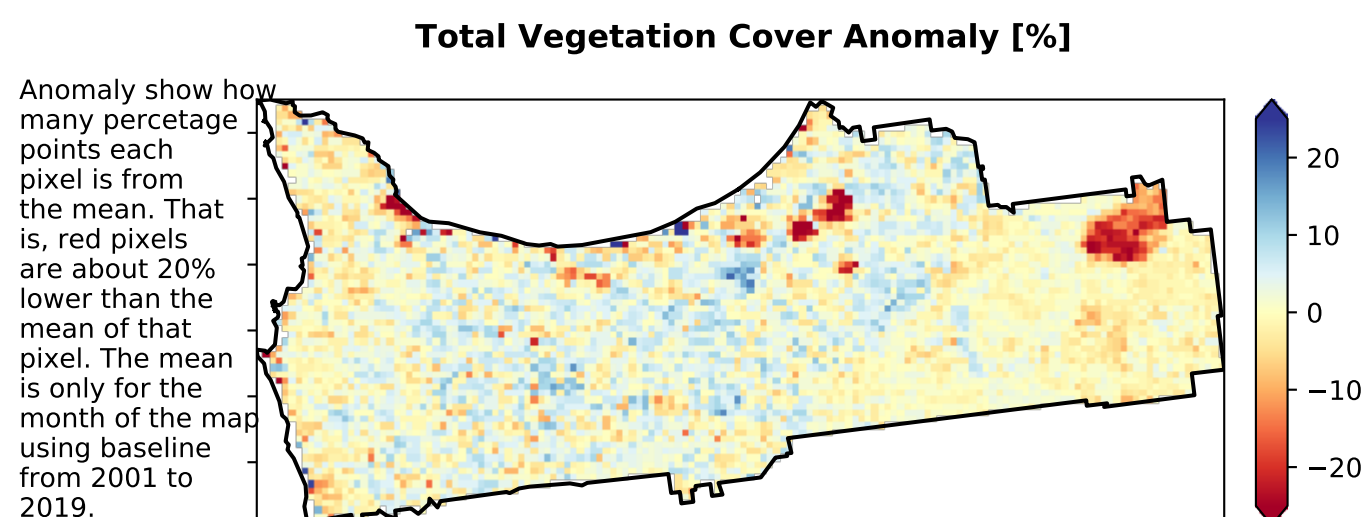 Total Vegetation Cover Anomaly [%]
Anomaly show how
many percetage
points each
pixel is from
the mean. That
is, red pixels
are about 20%
lower than the
mean of that
pixel. The mean
is only for the
month of the map
using baseline
from 2001 to
2019.
20
10
0
−10
−20